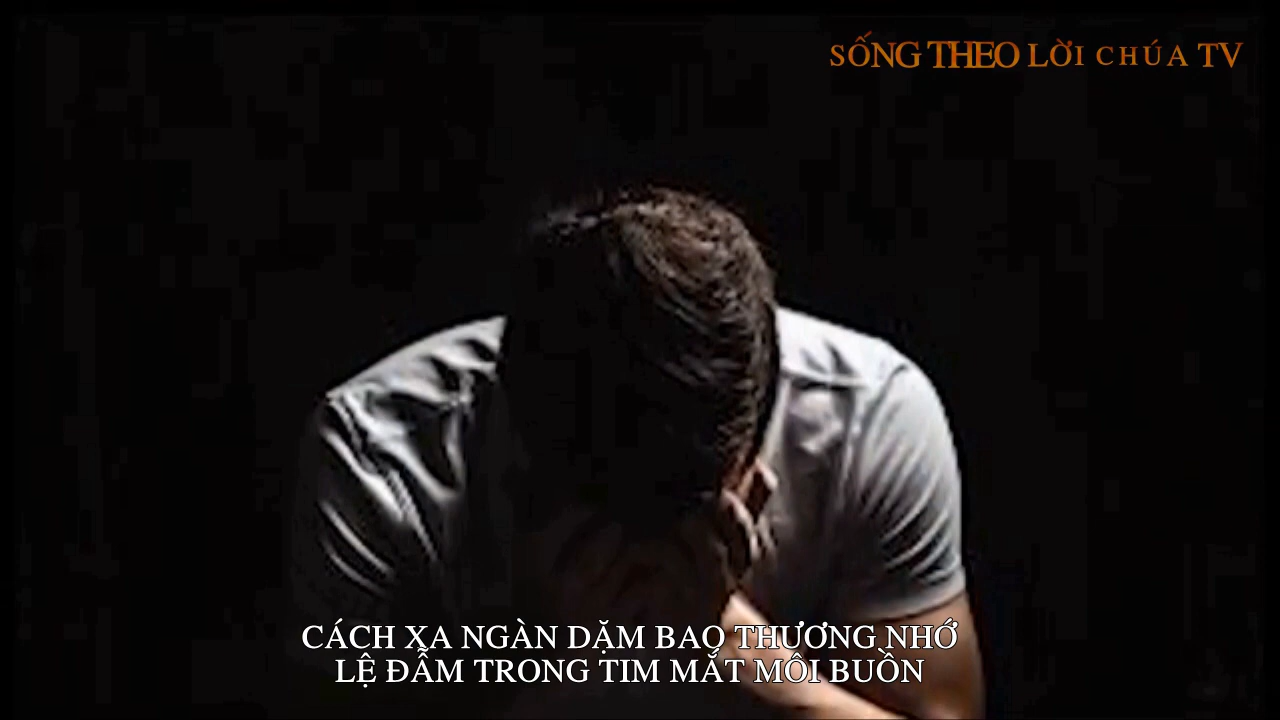 SỐNG THEO LỜI CHÚA TV
CÁCH XA NGÀN DẶM BAO THƯƠNG NHỚ
LỆ ĐẪM TRONG TIM MẮT MÔI BUỒN